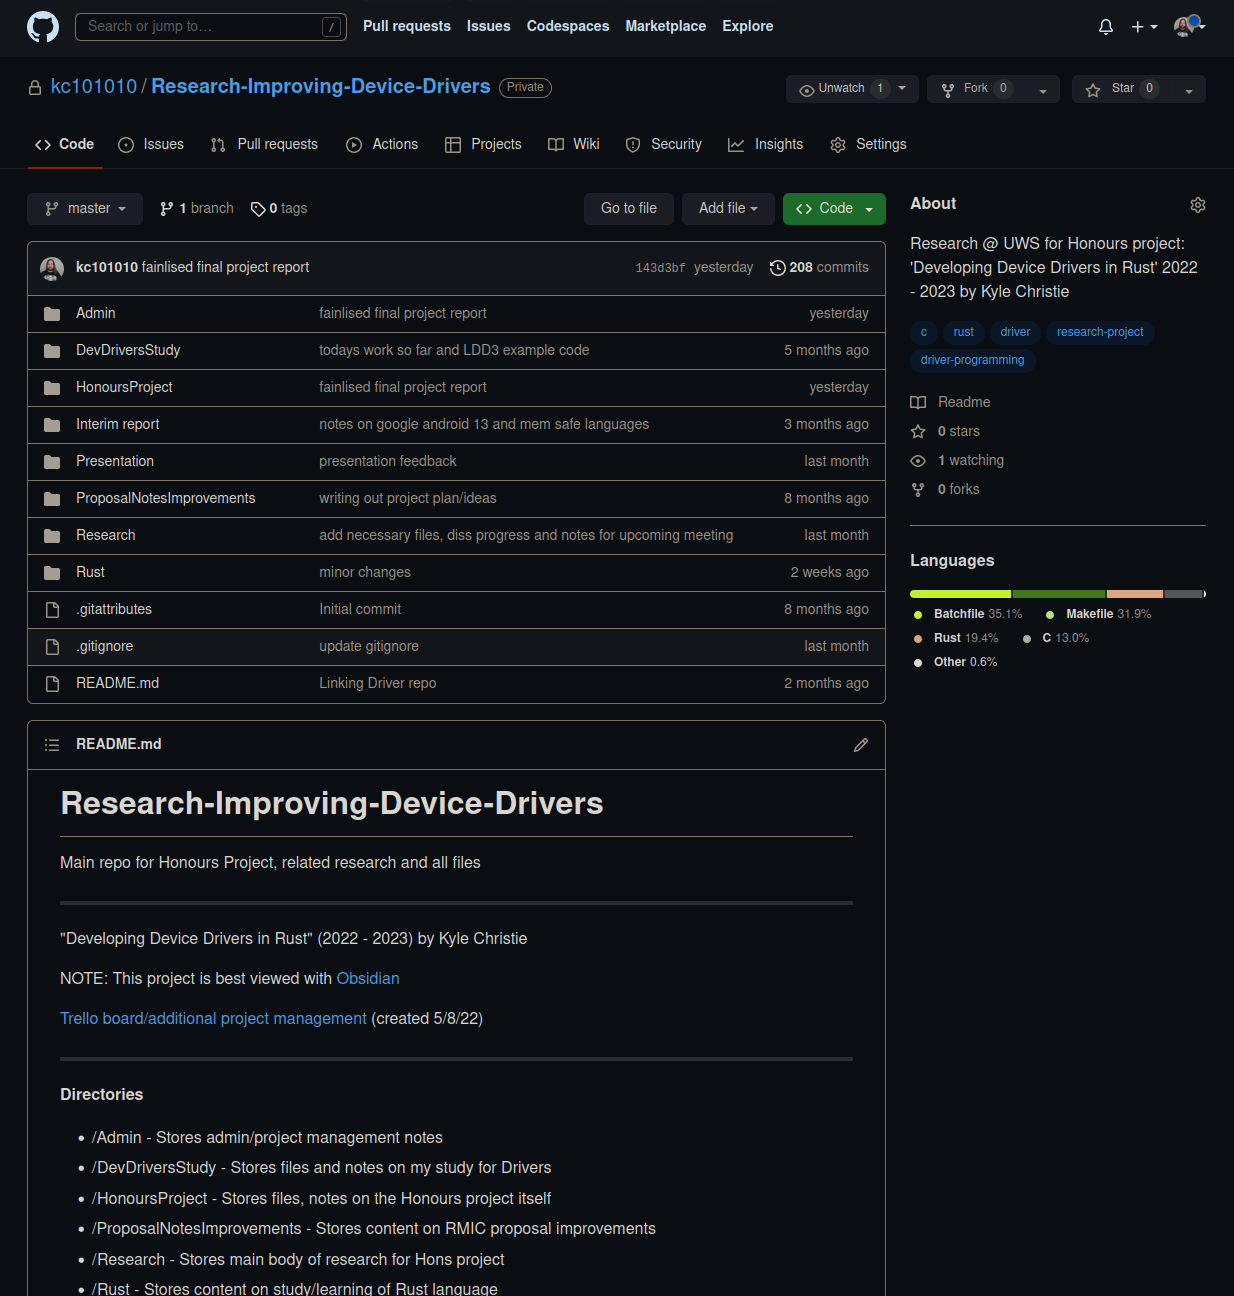 Search or jump to… /
Pull requests Issues Codespaces Marketplace Explore
kc101010 / Research-Improving-Device-Drivers Private
Unwatch 1 Fork 0 Star 0
Code Issues Pull requests Actions Projects Wiki Security Insights Settings
master 1 branch 0 tags Go to file Add file Code
kc101010 fainlised final project report 143d3bf yesterday 208 commits
Admin fainlised final project report yesterday
DevDriversStudy todays work so far and LDD3 example code 5 months ago
HonoursProject fainlised final project report yesterday
Interim report notes on google android 13 and mem safe languages 3 months ago
Presentation presentation feedback last month
ProposalNotesImprovements writing out project plan/ideas 8 months ago
Research add necessary files, diss progress and notes for upcoming meeting last month
Rust minor changes 2 weeks ago
.gitattributes Initial commit 8 months ago
.gitignore update gitignore last month
README.md Linking Driver repo 2 months ago
README.md
Research-Improving-Device-Drivers
Main repo for Honours Project, related research and all files
"Developing Device Drivers in Rust" (2022 - 2023) by Kyle Christie
NOTE: This project is best viewed with Obsidian
Trello board/additional project management (created 5/8/22)
Directories
• /Admin - Stores admin/project management notes
• /DevDriversStudy - Stores files and notes on my study for Drivers
• /HonoursProject - Stores files, notes on the Honours project itself
• /ProposalNotesImprovements - Stores content on RMIC proposal improvements
• /Research - Stores main body of research for Hons project
• /Rust - Stores content on study/learning of Rust language
About
Research @ UWS for Honours project:
'Developing Device Drivers in Rust' 2022
- 2023 by Kyle Christie
c rust driver research-project
driver-programming
Readme
0 stars
1 watching
0 forks
Languages
Batchfile 35.1% Makefile 31.9%
Rust 19.4% C 13.0%
Other 0.6%